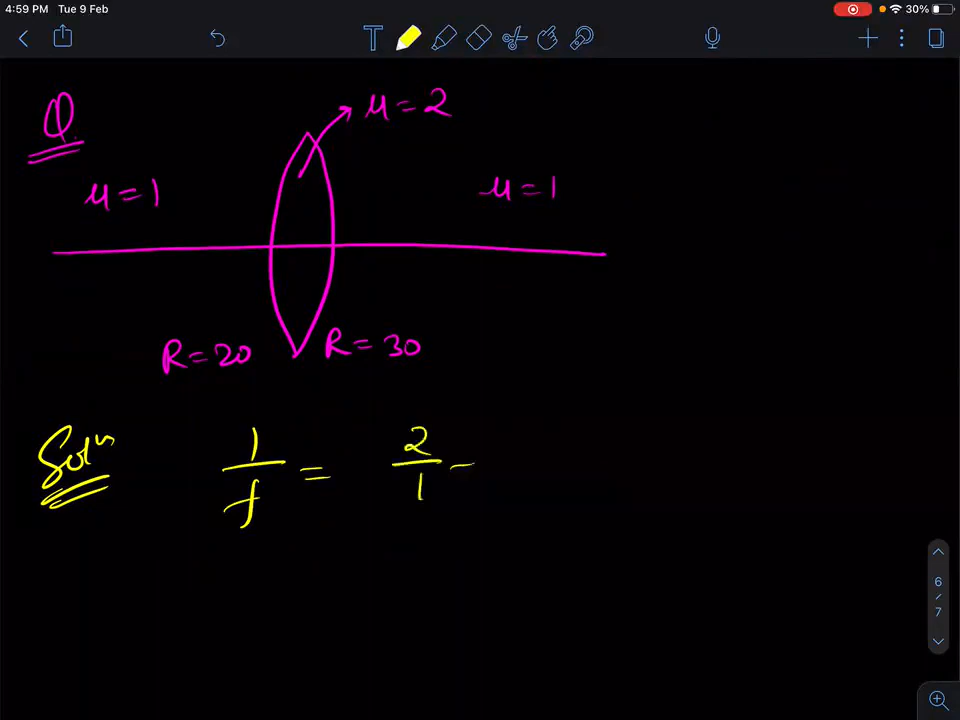 4:59 PM Tue 9 Feb
30%
T
Q
μ = 2
μ = 1
μ = 1
R = 20
R = 30
Solⁿ
1/f = 2/1 -
6
/
7